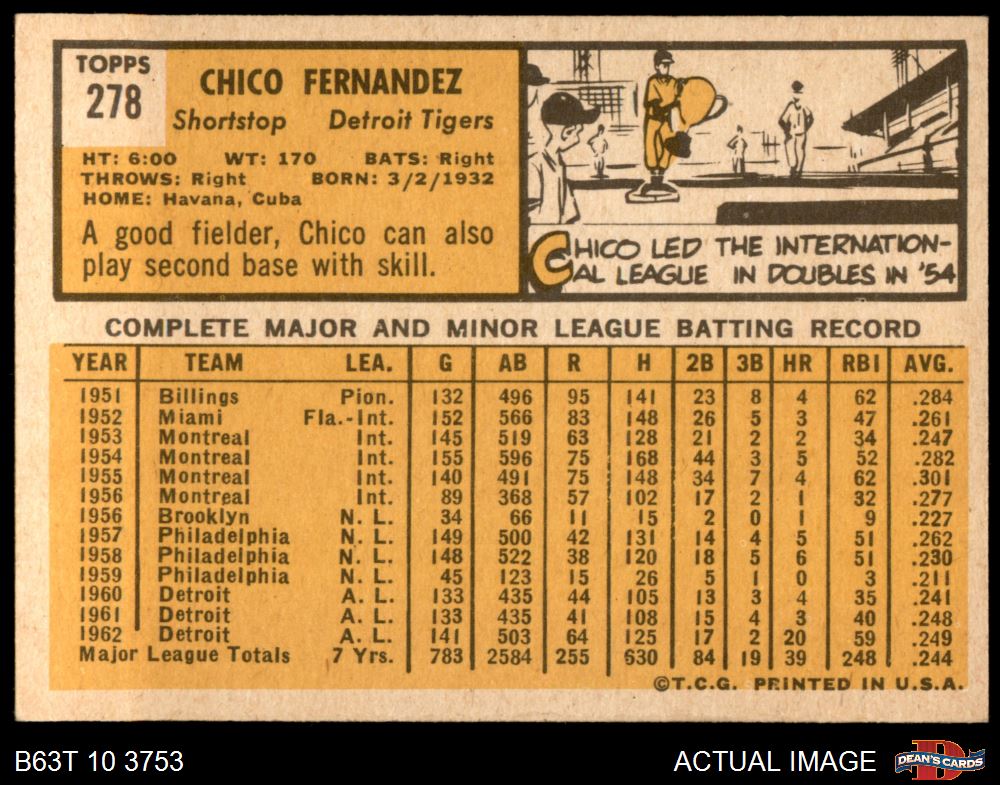 TOPPS
278
CHICO FERNANDEZ
Shortstop Detroit Tigers
HT: 6:00 WT: 170 BATS: Right
THROWS: Right BORN: 3/2/1932
HOME: Havana, Cuba
A good fielder, Chico can also
play second base with skill.
CHICO LED THE INTERNATION-
AL LEAGUE IN DOUBLES IN '54
COMPLETE MAJOR AND MINOR LEAGUE BATTING RECORD
YEAR TEAM LEA. G AB R H 2B 3B HR RBI AVG.
1951 Billings Pion. 132 496 95 141 23 8 4 62 .284
1952 Miami Fla.-Int. 152 566 83 148 26 5 3 47 .261
1953 Montreal Int. 145 519 63 128 21 2 2 34 .247
1954 Montreal Int. 155 596 75 168 44 3 5 52 .282
1955 Montreal Int. 140 491 75 148 34 7 4 62 .301
1956 Montreal Int. 89 368 57 102 17 2 1 32 .277
1956 Brooklyn N. L. 34 66 11 15 2 0 1 9 .227
1957 Philadelphia N. L. 149 500 42 131 14 4 5 51 .262
1958 Philadelphia N. L. 148 522 38 120 18 5 6 51 .230
1959 Philadelphia N. L. 45 123 15 26 5 1 0 3 .211
1960 Detroit A. L. 133 435 44 105 13 3 4 35 .241
1961 Detroit A. L. 133 435 41 108 15 4 3 40 .248
1962 Detroit A. L. 141 503 64 125 17 2 20 59 .249
Major League Totals 7 Yrs. 783 2584 255 630 84 19 39 248 .244
©T.C.G. PRINTED IN U.S.A.
B63T 10 3753 ACTUAL IMAGE
DEAN'S CARDS